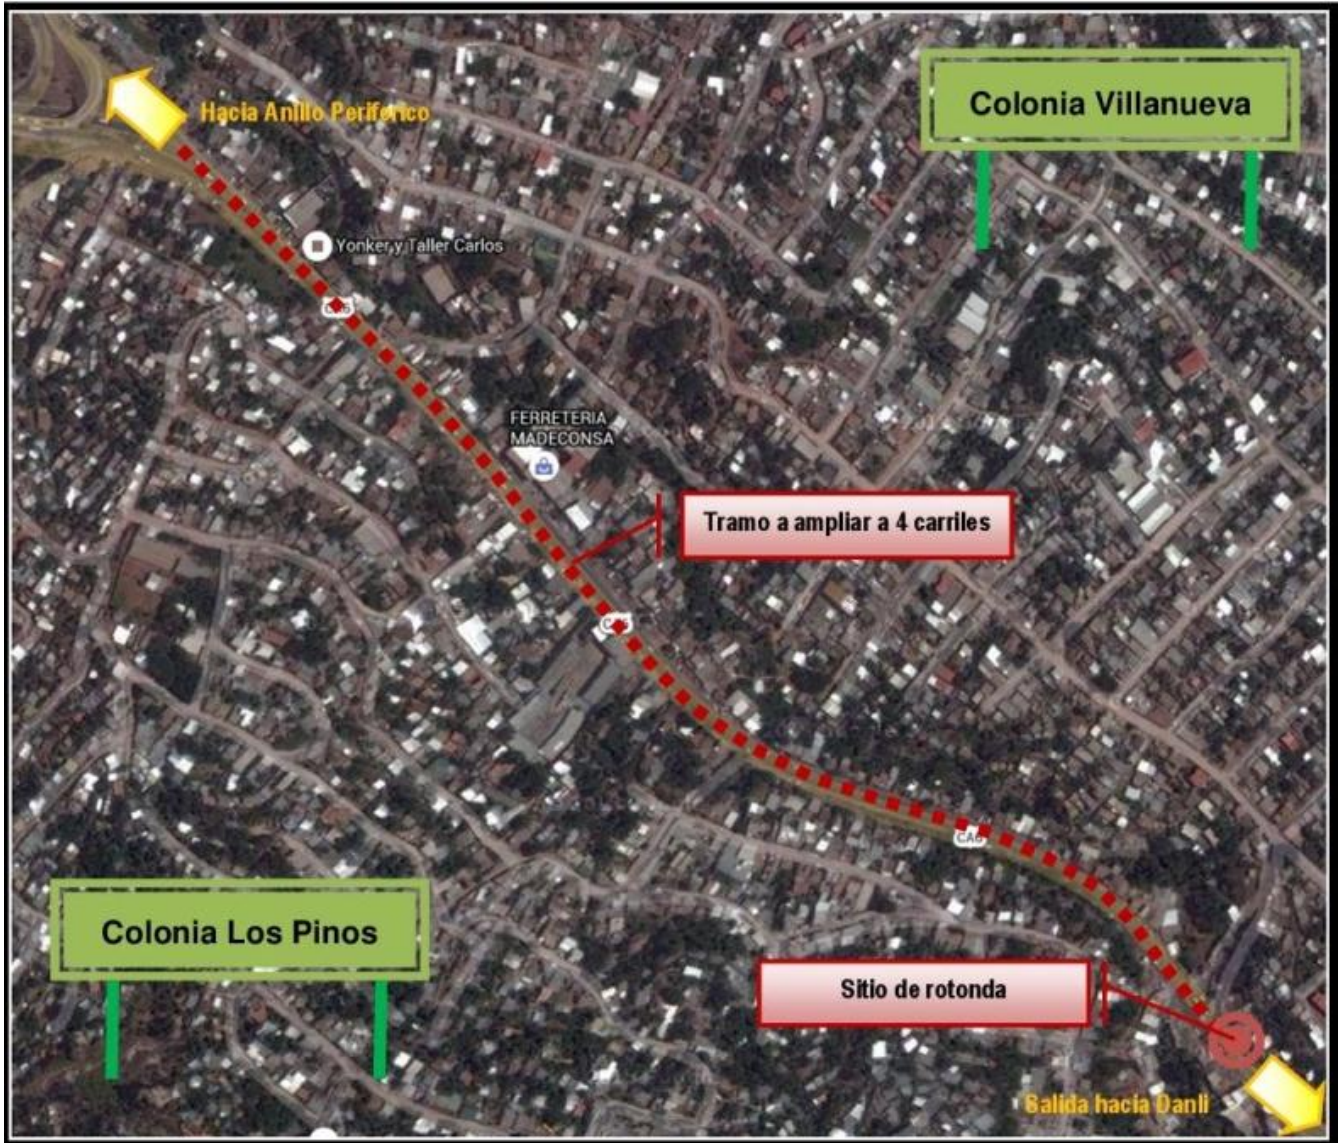 Hacia Anillo Periferico
Colonia Villanueva
Yonker y Taller Carlos
FERRETERIA
MADECONSA
Tramo a ampliar a 4 carriles
CA6
Colonia Los Pinos
Sitio de rotonda
Salida hacia Danli